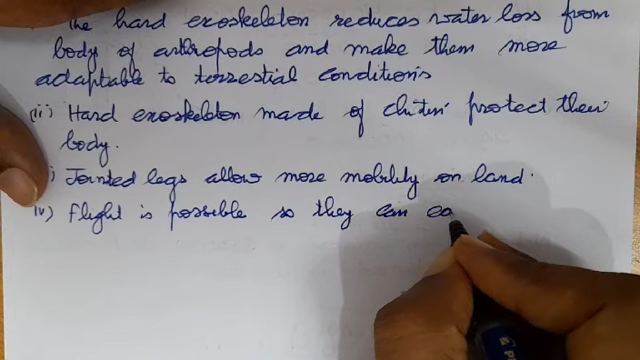 The hard exoskeleton reduces water loss from
body of arthropods and make them more
adaptable to terrestial conditions
(ii) Hard exoskeleton made of chitin protect their
body.
i) Jointed legs allow more mobility on land.
iv) Flight is possible so they can ea